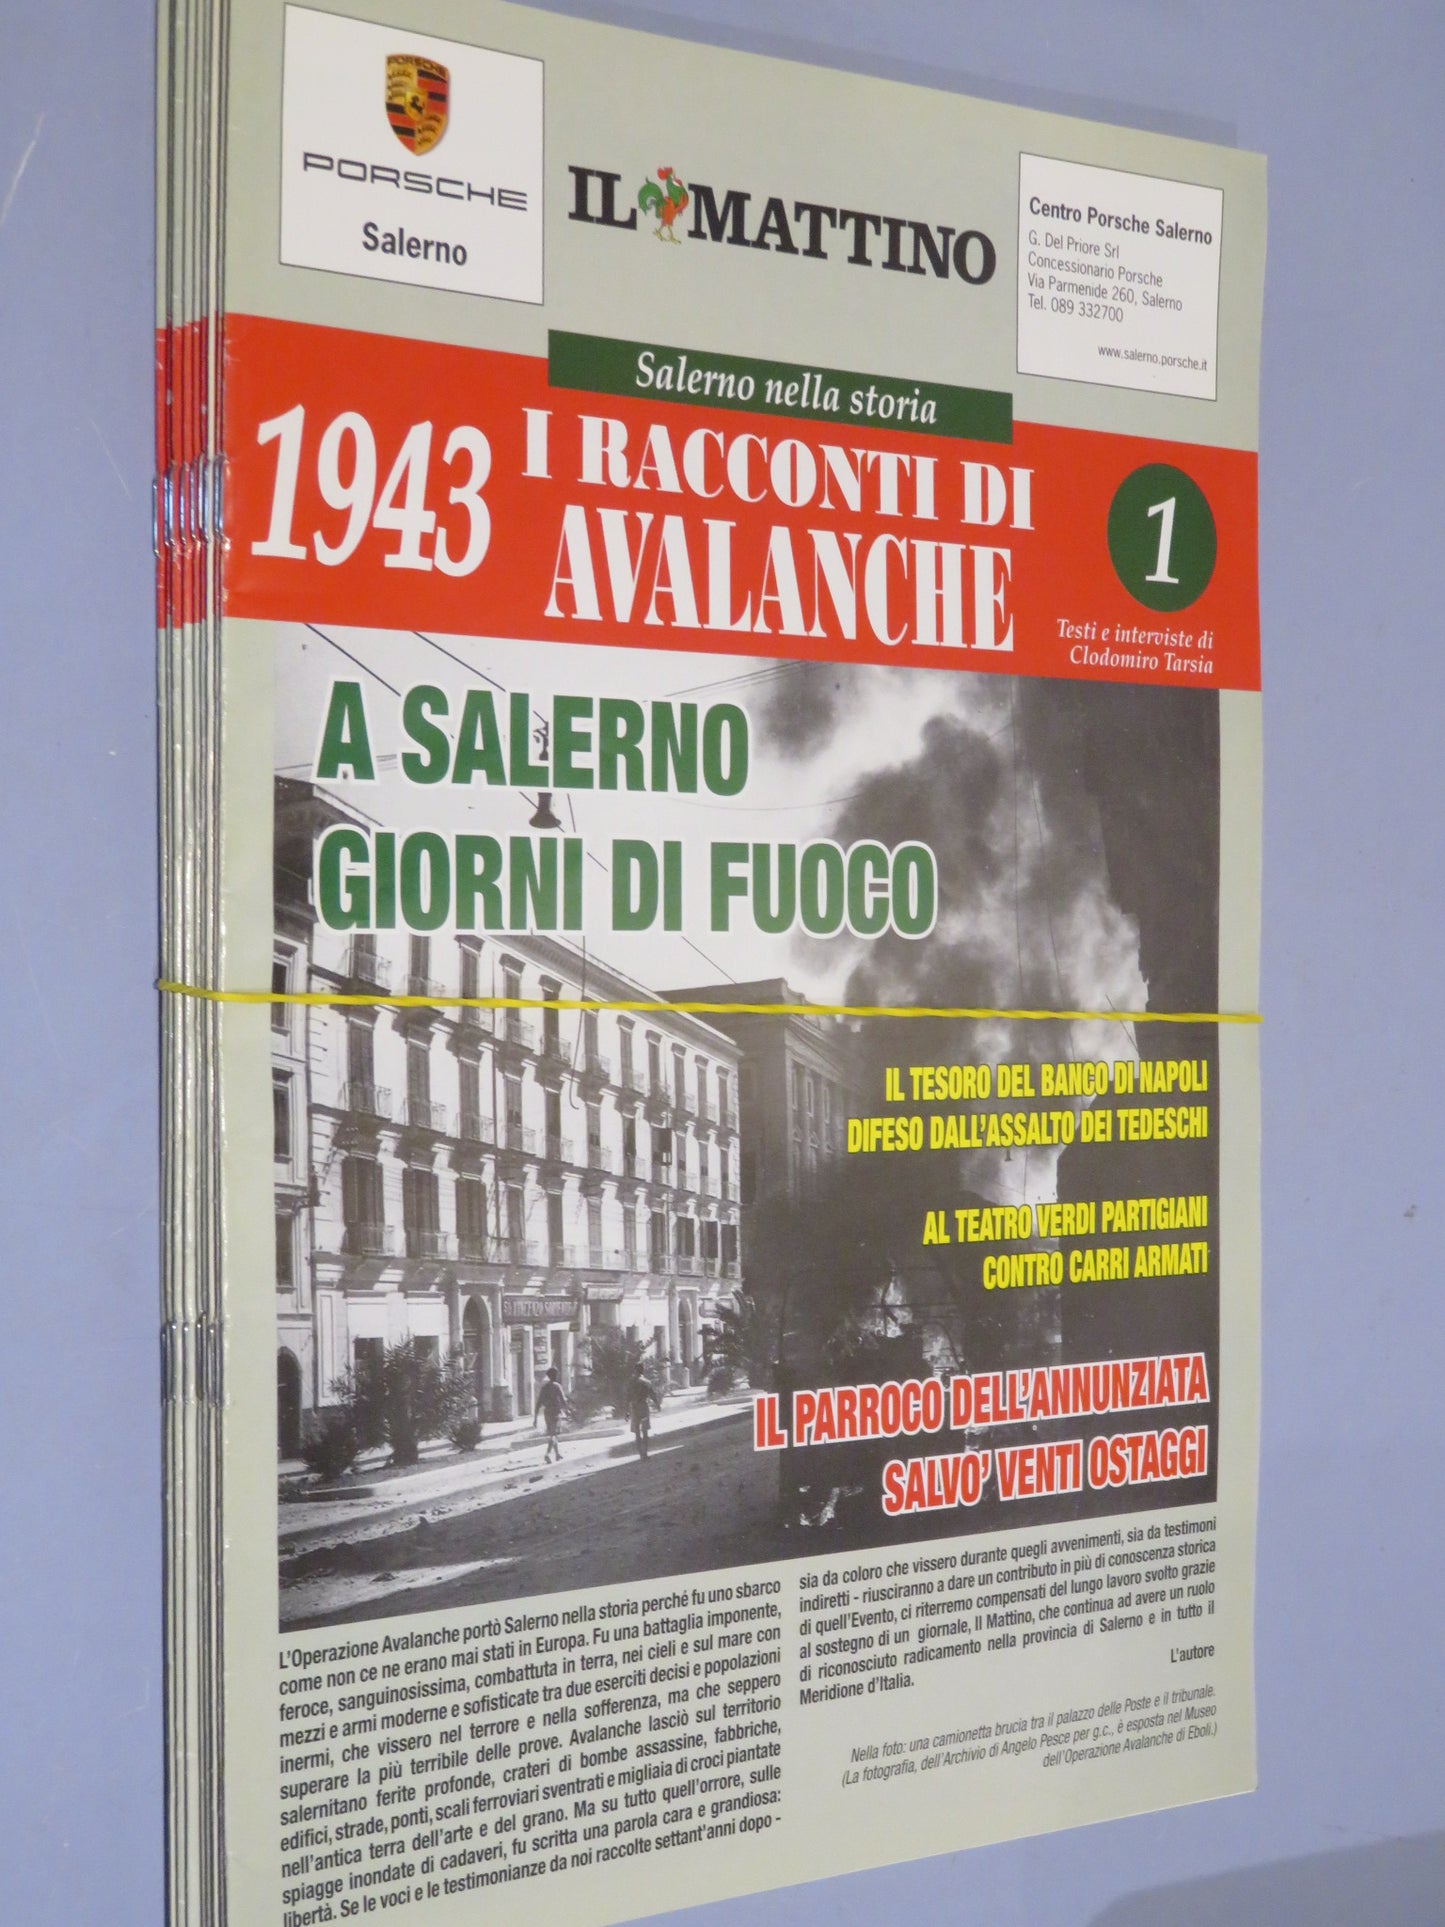 PORSCHE
PORSCHE
Salerno
IL MATTINO
Centro Porsche Salerno
G. Del Priore Srl
Concessionario Porsche
Via Parmenide 260, Salerno
Tel. 089 332700
www.salerno.porsche.it
Salerno nella storia
1943
I RACCONTI DI
AVALANCHE
1
Testi e interviste di
Clodomiro Tarsia
A SALERNO
GIORNI DI FUOCO
IL TESORO DEL BANCO DI NAPOLI
DIFESO DALL'ASSALTO DEI TEDESCHI
AL TEATRO VERDI PARTIGIANI
CONTRO CARRI ARMATI
IL PARROCO DELL'ANNUNZIATA
SALVO' VENTI OSTAGGI
L'Operazione Avalanche portò Salerno nella storia perché fu uno sbarco
come non ce ne erano mai stati in Europa. Fu una battaglia imponente,
feroce, sanguinosissima, combattuta in terra, nei cieli e sul mare con
mezzi e armi moderne e sofisticate tra due eserciti decisi e popolazioni
inermi, che vissero nel terrore e nella sofferenza, ma che seppero
superare la più terribile delle prove. Avalanche lasciò sul territorio
salernitano ferite profonde, crateri di bombe assassine, fabbriche,
edifici, strade, ponti, scali ferroviari sventrati e migliaia di croci piantate
nell'antica terra dell'arte e del grano. Ma su tutto quell'orrore, sulle
spiagge inondate di cadaveri, fu scritta una parola cara e grandiosa:
libertà. Se le voci e le testimonianze da noi raccolte settant'anni dopo -
sia da coloro che vissero durante quegli avvenimenti, sia da testimoni
indiretti - riusciranno a dare un contributo in più di conoscenza storica
di quell'Evento, ci riterremo compensati del lungo lavoro svolto grazie
al sostegno di un giornale, Il Mattino, che continua ad avere un ruolo
di riconosciuto radicamento nella provincia di Salerno e in tutto il
Meridione d'Italia.
L'autore
Nella foto: una camionetta brucia tra il palazzo delle Poste e il tribunale.
(La fotografia, dell'Archivio di Angelo Pesce per g.c., è esposta nel Museo
dell'Operazione Avalanche di Eboli.)